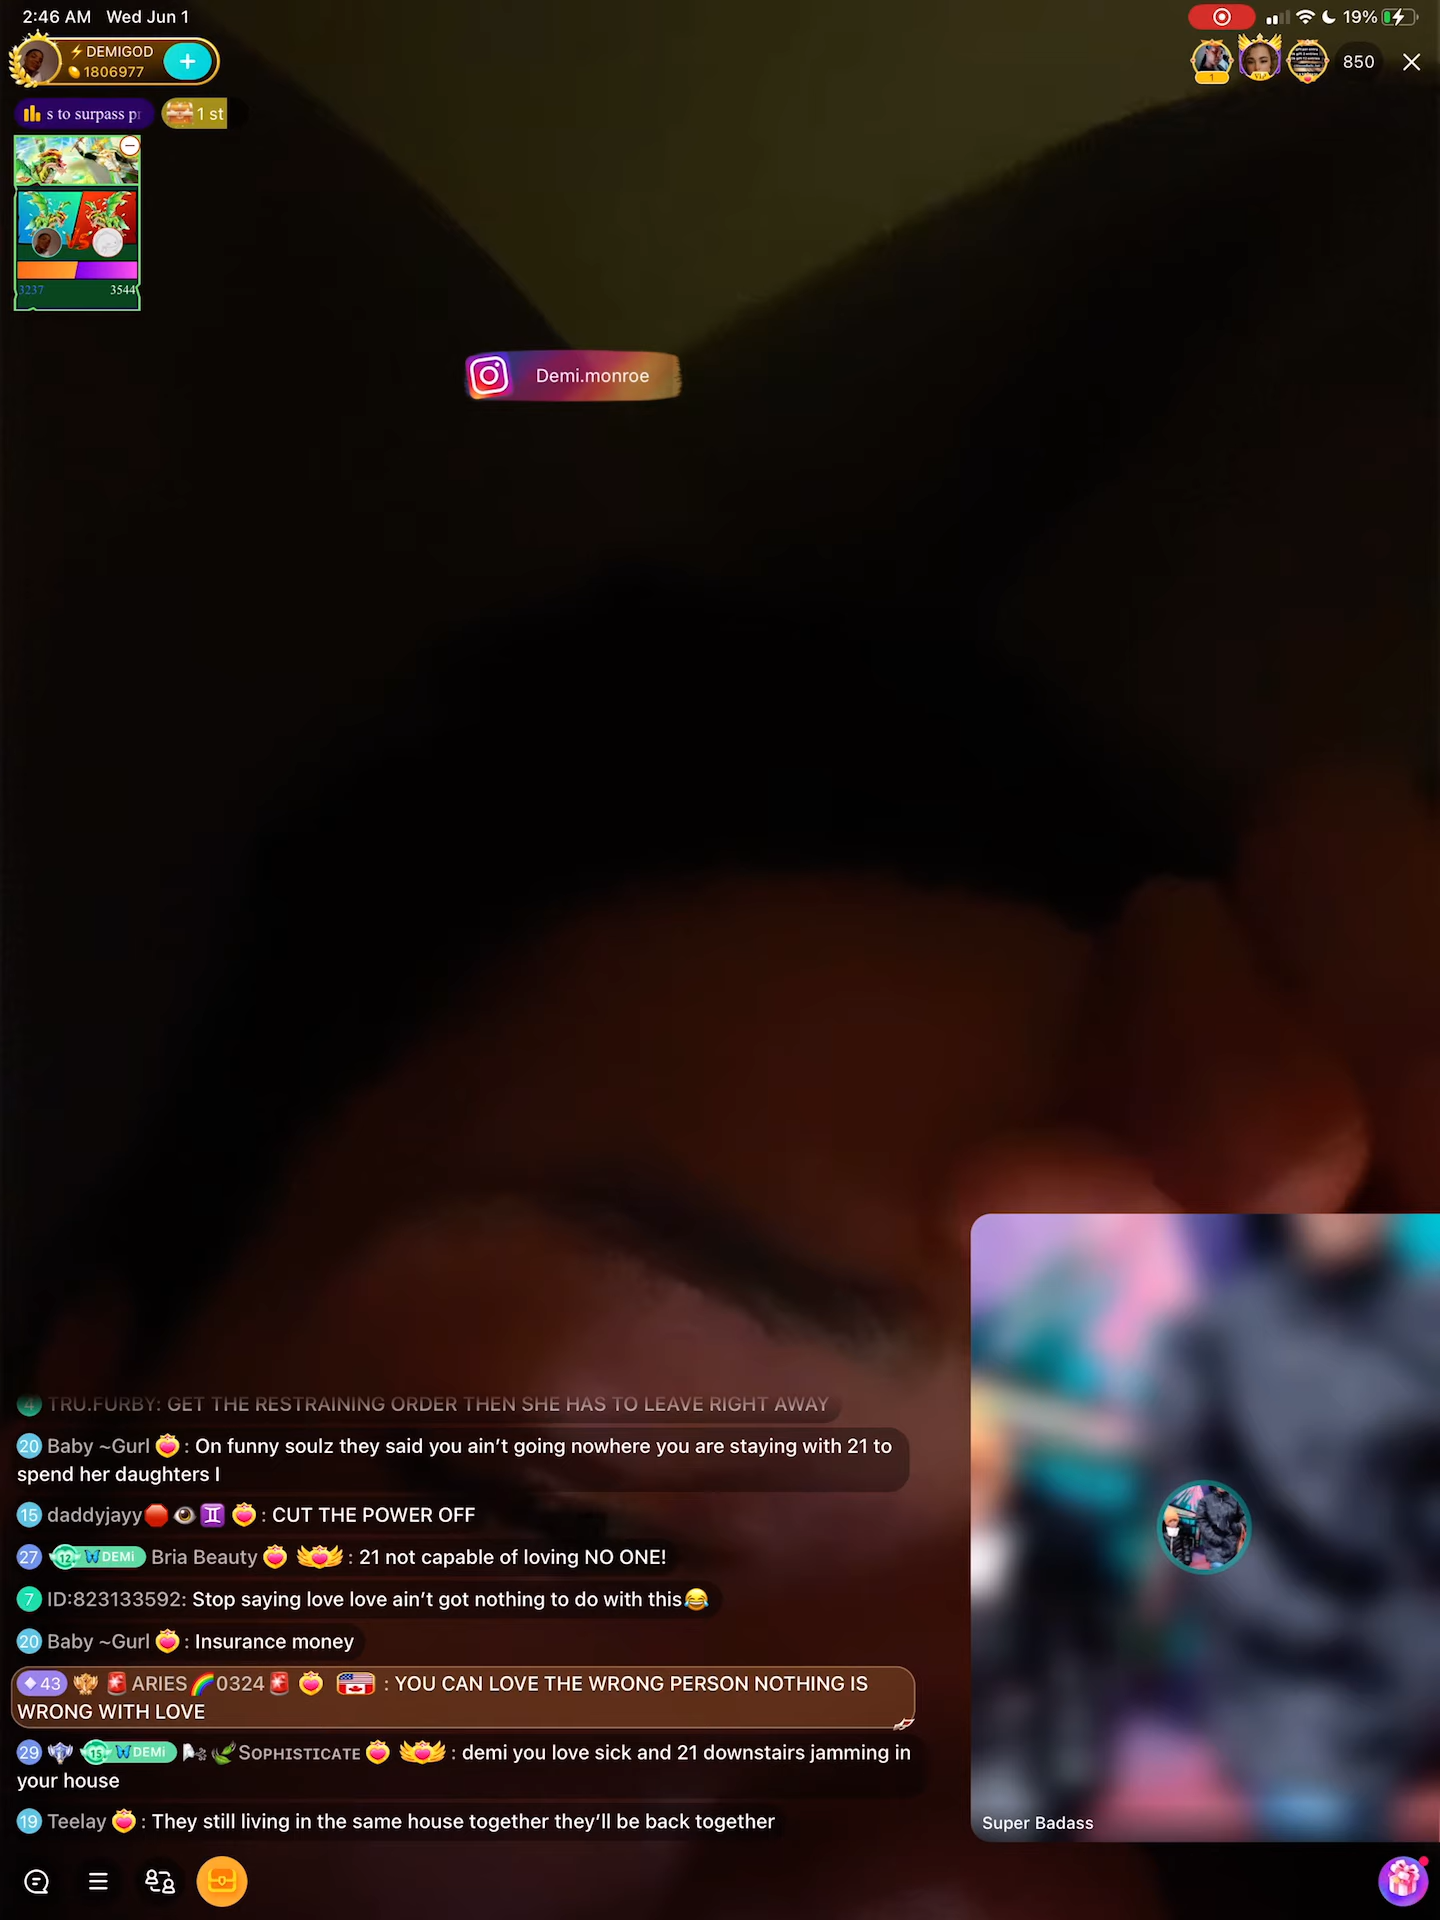 2:46 AM Wed Jun 1
19%
⚡DEMIGOD
1806977
850
s to surpass pr
1 st
VS
3237 3544
Demi.monroe
4 TRU.FURBY: GET THE RESTRAINING ORDER THEN SHE HAS TO LEAVE RIGHT AWAY
20 Baby ~Gurl : On funny soulz they said you ain't going nowhere you are staying with 21 to
spend her daughters I
15 daddyjayy🛑👁♊ : CUT THE POWER OFF
27 12 DEMi Bria Beauty : 21 not capable of loving NO ONE!
7 ID:823133592: Stop saying love love ain't got nothing to do with this😂
20 Baby ~Gurl : Insurance money
43 🚨ARIES🌈0324🚨 : YOU CAN LOVE THE WRONG PERSON NOTHING IS
WRONG WITH LOVE
29 15 DEMi 🌬🌿Sᴏᴘʜɪsᴛɪᴄᴀᴛᴇ : demi you love sick and 21 downstairs jamming in
your house
19 Teelay : They still living in the same house together they'll be back together
Super Badass